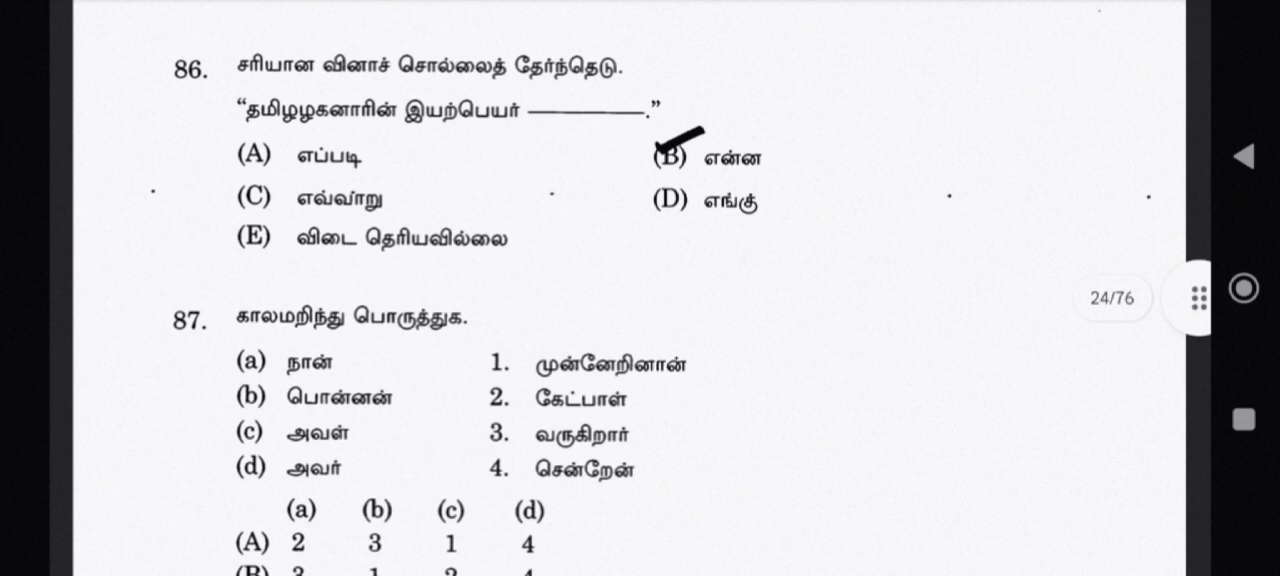 86. சரியான வினாச் சொல்லைத் தேர்ந்தெடு.
“தமிழழகனாரின் இயற்பெயர் ————.”
(A) எப்படி (B) என்ன
(C) எவ்வாறு (D) எங்கு
(E) விடை தெரியவில்லை
24/76
87. காலமறிந்து பொருத்துக.
(a) நான் 1. முன்னேறினான்
(b) பொன்னன் 2. கேட்பாள்
(c) அவள் 3. வருகிறார்
(d) அவர் 4. சென்றேன்
(a) (b) (c) (d)
(A) 2 3 1 4